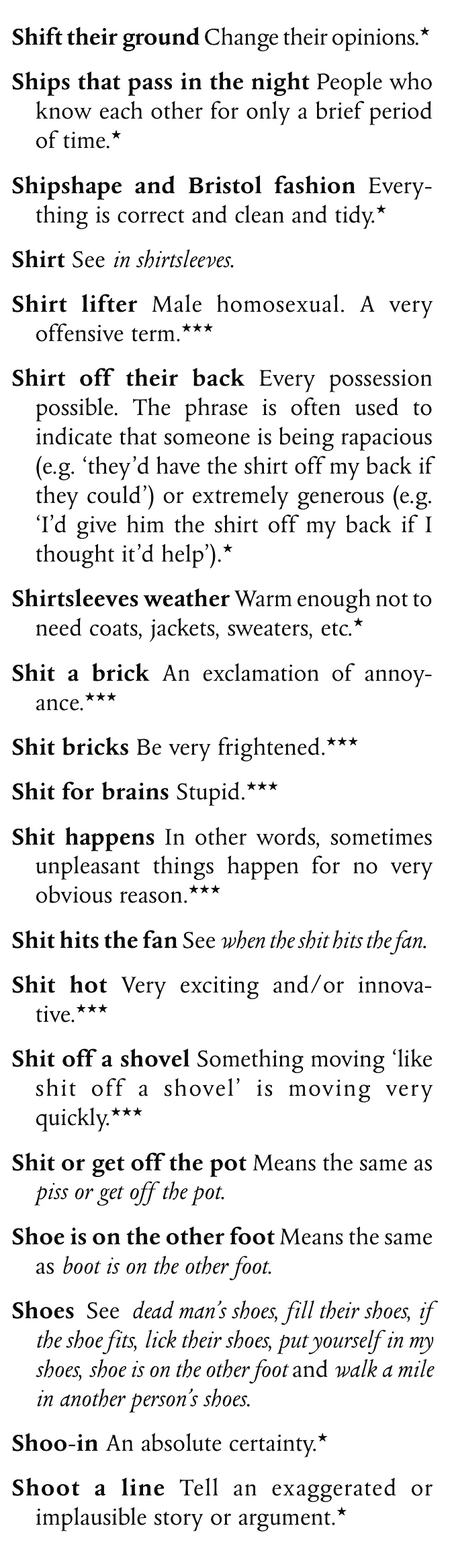 Shift their ground Change their opinions.★
Ships that pass in the night People who
know each other for only a brief period
of time.★
Shipshape and Bristol fashion Every-
thing is correct and clean and tidy.★
Shirt See in shirtsleeves.
Shirt lifter Male homosexual. A very
offensive term.★★★
Shirt off their back Every possession
possible. The phrase is often used to
indicate that someone is being rapacious
(e.g. ‘they’d have the shirt off my back if
they could’) or extremely generous (e.g.
‘I’d give him the shirt off my back if I
thought it’d help’).★
Shirtsleeves weather Warm enough not to
need coats, jackets, sweaters, etc.★
Shit a brick An exclamation of annoy-
ance.★★★
Shit bricks Be very frightened.★★★
Shit for brains Stupid.★★★
Shit happens In other words, sometimes
unpleasant things happen for no very
obvious reason.★★★
Shit hits the fan See when the shit hits the fan.
Shit hot Very exciting and/or innova-
tive.★★★
Shit off a shovel Something moving ‘like
shit off a shovel’ is moving very
quickly.★★★
Shit or get off the pot Means the same as
piss or get off the pot.
Shoe is on the other foot Means the same
as boot is on the other foot.
Shoes See dead man’s shoes, fill their shoes, if
the shoe fits, lick their shoes, put yourself in my
shoes, shoe is on the other foot and walk a mile
in another person’s shoes.
Shoo-in An absolute certainty.★
Shoot a line Tell an exaggerated or
implausible story or argument.★